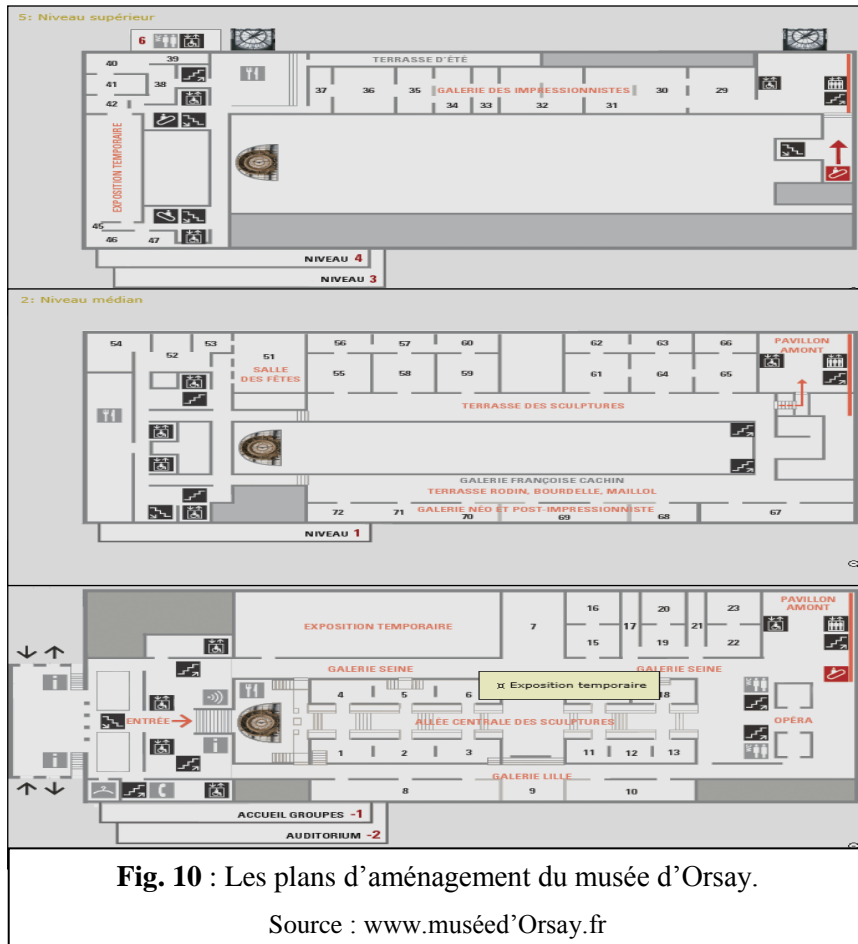 5: Niveau supérieur
6
39
40
TERRASSE D'ÉTÉ
41
38
37
36
35
GALERIE DES IMPRESSIONNISTES
30
29
42
34
33
32
31
EXPOSITION TEMPORAIRE
45
46
47
NIVEAU 4
NIVEAU 3
2: Niveau médian
54
53
56
57
60
62
63
66
PAVILLON
AMONT
52
51
SALLE
DES FÊTES
55
58
59
61
64
65
TERRASSE DES SCULPTURES
GALERIE FRANÇOISE CACHIN
TERRASSE RODIN, BOURDELLE, MAILLOL
72
71
GALERIE NÉO ET POST-IMPRESSIONNISTE
70
69
68
67
NIVEAU 1
PAVILLON
AMONT
16
20
23
EXPOSITION TEMPORAIRE
7
17
21
15
19
22
GALERIE SEINE
GALERIE SEINE
i
4
5
6
¤ Exposition temporaire
18
ENTRÉE
ALLÉE CENTRALE DES SCULPTURES
OPÉRA
i
i
1
2
3
11
12
13
GALERIE LILLE
8
9
10
ACCUEIL GROUPES -1
AUDITORIUM -2
Fig. 10 : Les plans d'aménagement du musée d'Orsay.
Source : www.muséed'Orsay.fr